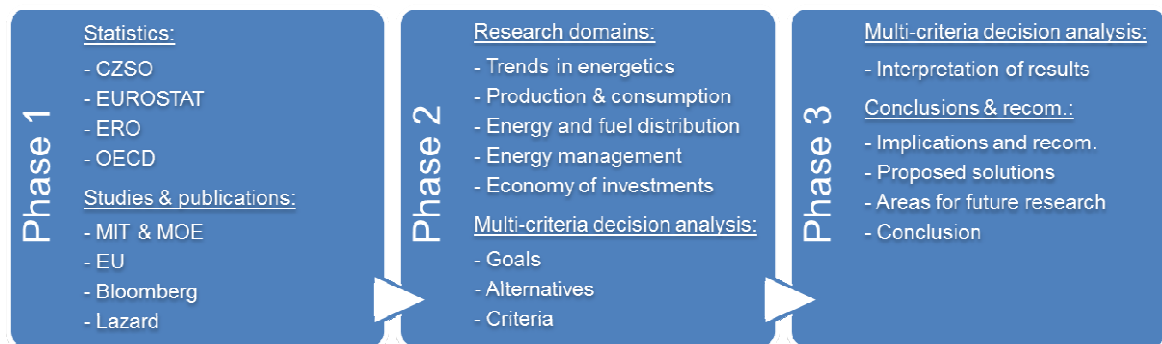 Phase 1
Statistics:
- CZSO
- EUROSTAT
- ERO
- OECD
Studies & publications:
- MIT & MOE
- EU
- Bloomberg
- Lazard
Phase 2
Research domains:
- Trends in energetics
- Production & consumption
- Energy and fuel distribution
- Energy management
- Economy of investments
Multi-criteria decision analysis:
- Goals
- Alternatives
- Criteria
Phase 3
Multi-criteria decision analysis:
- Interpretation of results
Conclusions & recom.:
- Implications and recom.
- Proposed solutions
- Areas for future research
- Conclusion